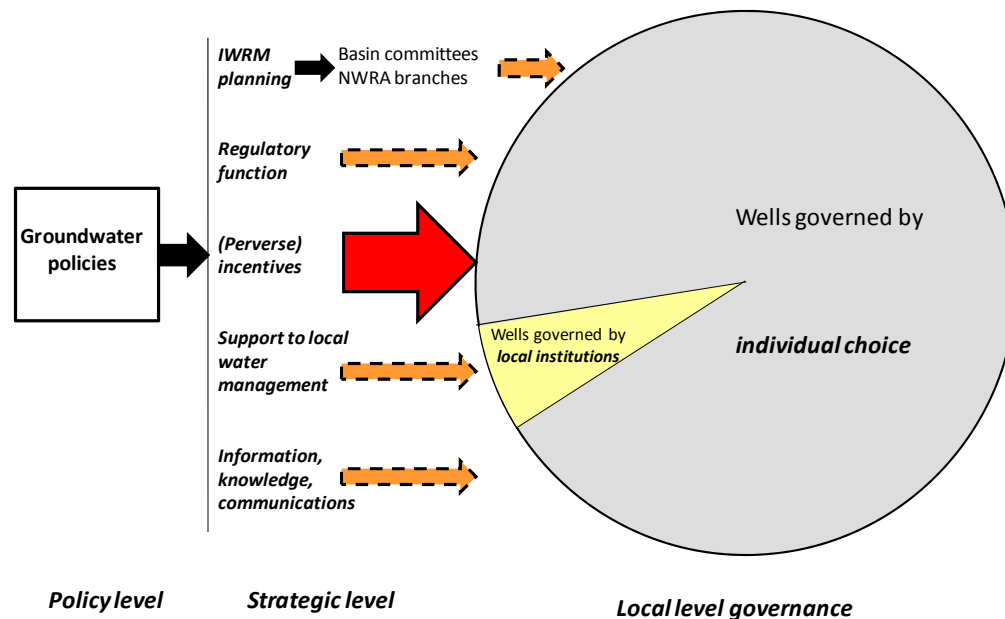 IWRM
planning
Basin committees
NWRA branches
Regulatory
function
Groundwater
policies
(Perverse)
incentives
Wells governed by
individual choice
Support to local
water
management
Wells governed by
local institutions
Information,
knowledge,
communications
Policy level
Strategic level
Local level governance